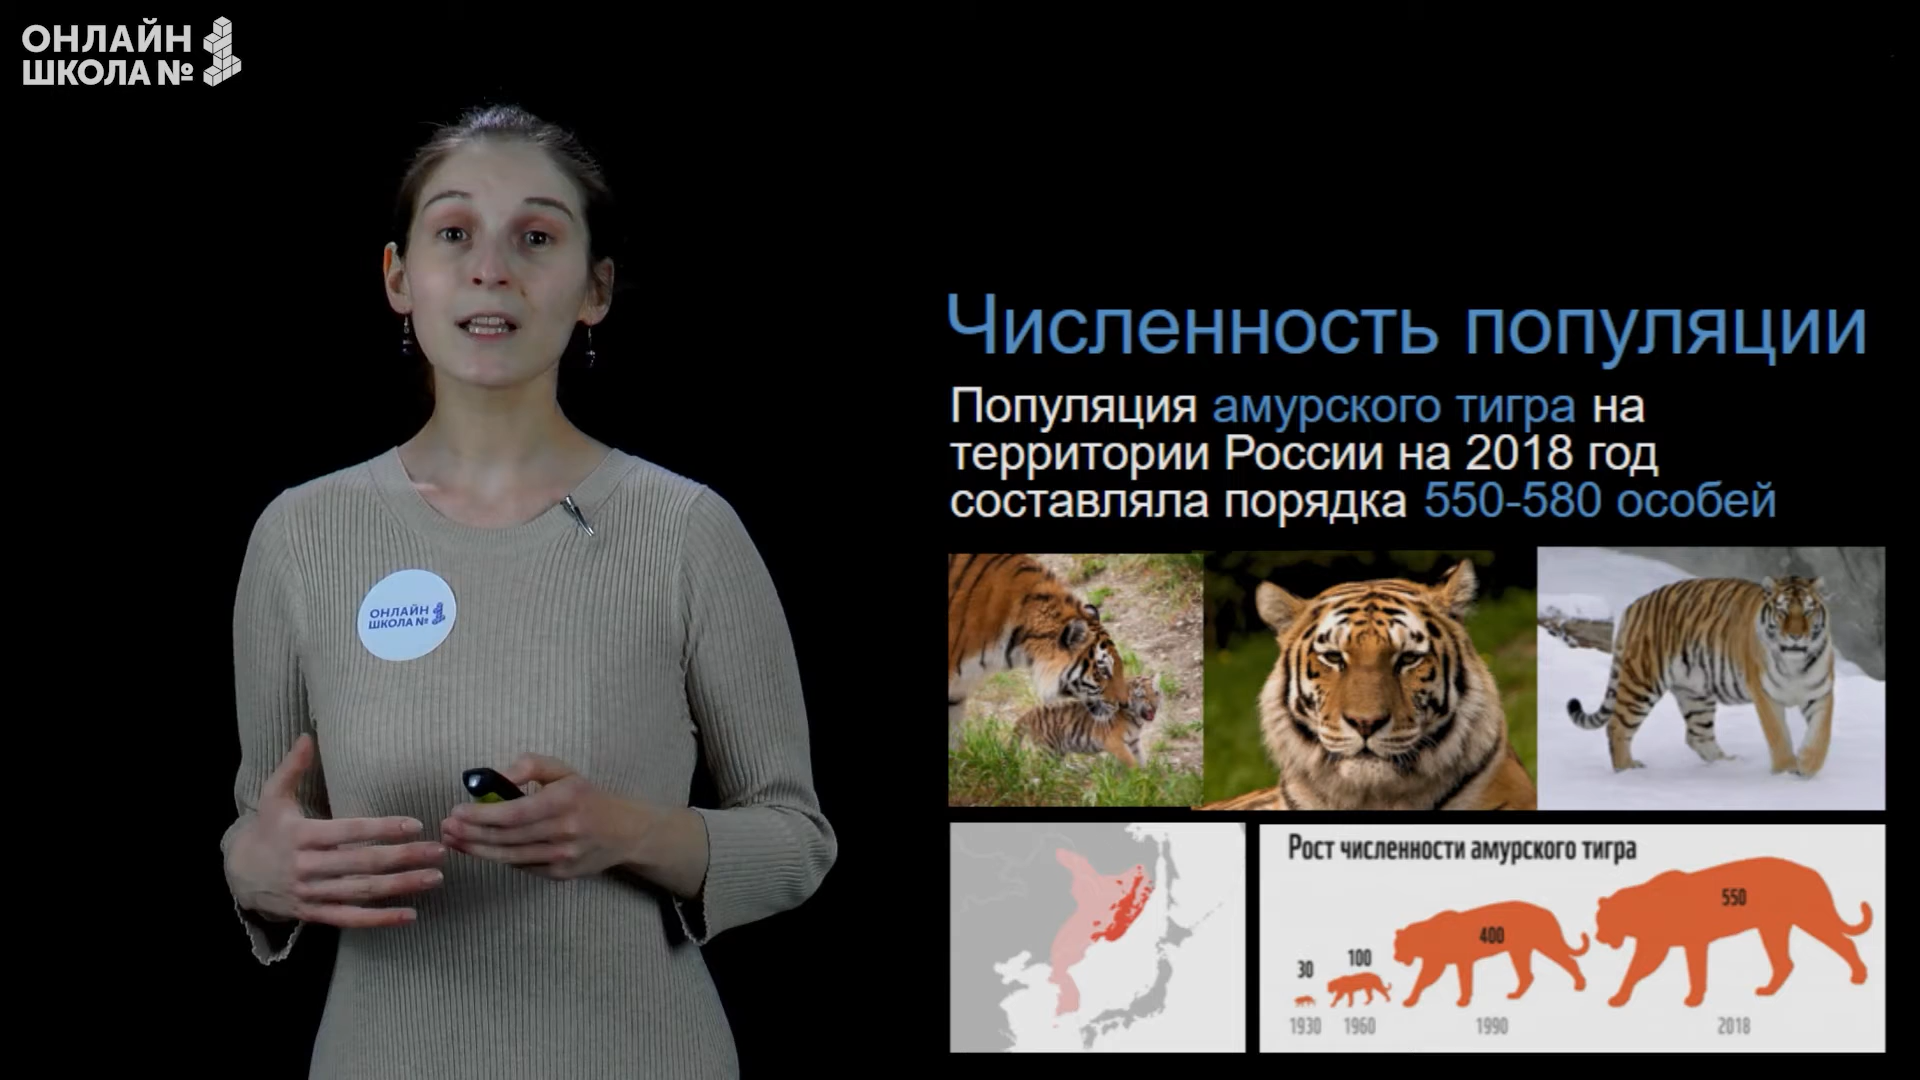 ОНЛАЙН
ШКОЛА №
Численность популяции
Популяция амурского тигра на
территории России на 2018 год
составляла порядка 550-580 особей
ОНЛАЙН
ШКОЛА №
Рост численности амурского тигра
30
100
400
550
1930
1960
1990
2018